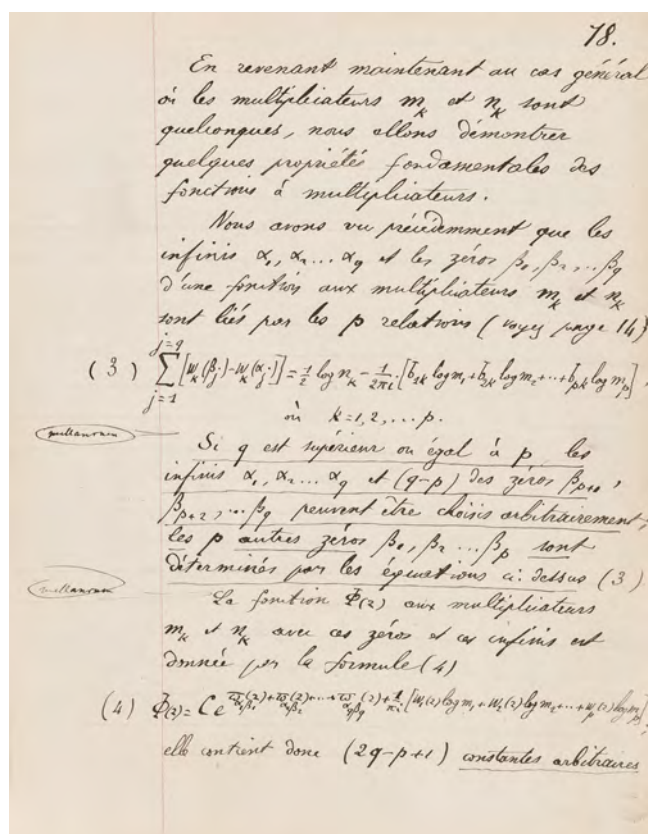 78.
En revenant maintenant au cas général
où les multiplicateurs m_k et n_k sont
quelconques, nous allons démontrer
quelques propriétés fondamentales des
fonctions à multiplicateurs.
Nous avons vu précédemment que les
infinis α_1, α_2 ... α_q et les zéros β_1, β_2, ... β_q
d'une fonction aux multiplicateurs m_k et n_k
sont liés par les p relations (voyez page 14)
(3) \sum_{j=1}^{j=q} [w_k(β_j) - w_k(α_j)] = \frac{1}{2} log n_k - \frac{1}{2πi} [b_{1k} log m_1 + b_{2k} log m_2 + ... + b_{pk} log m_p],
où k = 1, 2, ... p.
mellanrum
Si q est supérieur ou égal à p les
infinis α_1, α_2 ... α_q et (q-p) des zéros β_{p+1},
β_{p+2}, ... β_q peuvent être choisis arbitrairement;
les p autres zéros β_1, β_2 ... β_p sont
déterminés par les équations ci-dessus (3)
mellanrum
La fonction Φ(z) aux multiplicateurs
m_k et n_k avec ces zéros et ces infinis est
donnée par la formule (4)
(4) Φ(z) = C e^{ϖ_{α_1β_1}(z) + ϖ_{α_2β_2}(z) + ... + ϖ_{α_qβ_q}(z) + \frac{1}{πi} [w_1(z) log m_1 + w_2(z) log m_2 + ... + w_p(z) log m_p]},
elle contient donc (2q-p+1) constantes arbitraires